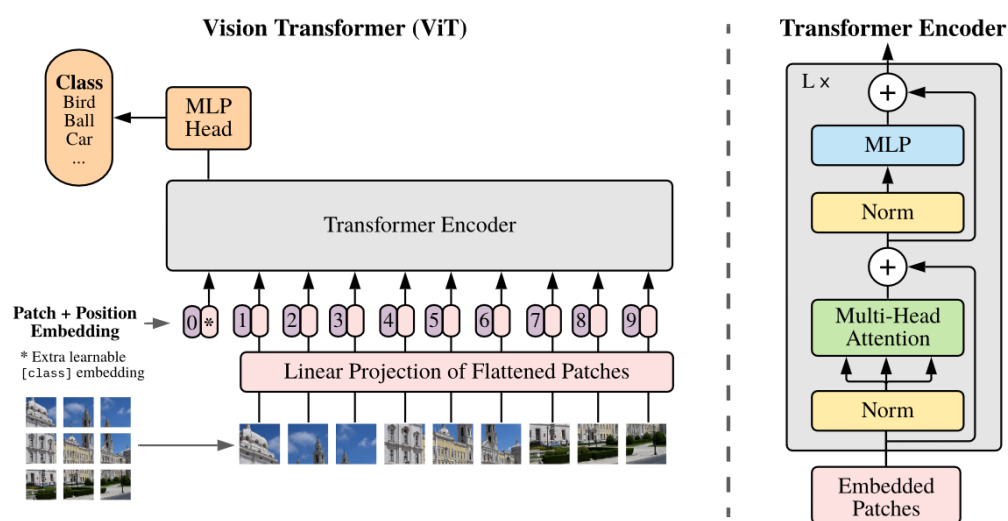 Vision Transformer (ViT)
Class
Bird
Ball
Car
...
MLP
Head
Transformer Encoder
Patch + Position
Embedding
0 * 1 2 3 4 5 6 7 8 9
* Extra learnable
[class] embedding
Linear Projection of Flattened Patches
Transformer Encoder
L ×
+
MLP
Norm
+
Multi-Head
Attention
Norm
Embedded
Patches